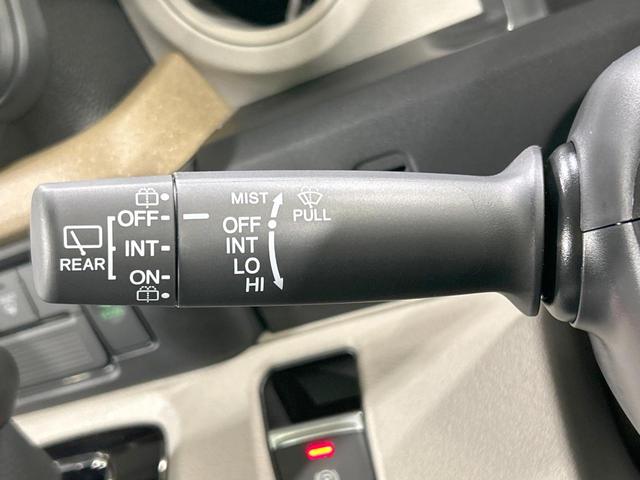 REAR
OFF
INT
ON
MIST
OFF
INT
LO
HI
PULL